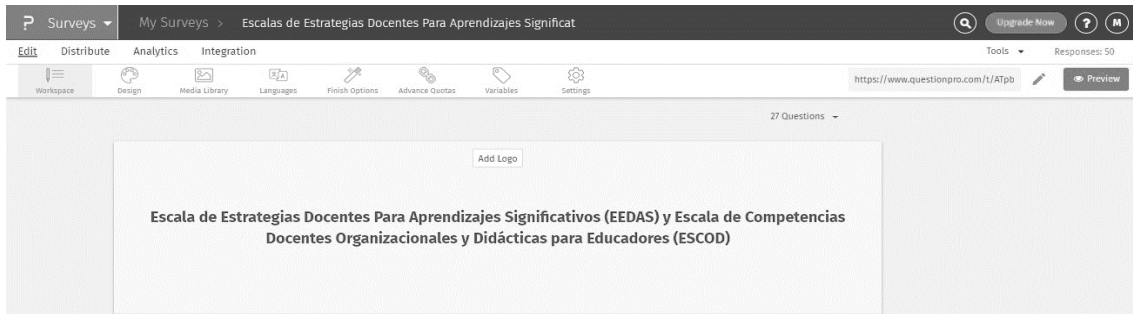 Surveys My Surveys > Escalas de Estrategias Docentes Para Aprendizajes Significat Upgrade Now ? M
Edit Distribute Analytics Integration Tools Responses: 50
Workspace Design Media Library Languages Finish Options Advance Quotas Variables Settings https://www.questionpro.com/t/ATpb Preview
27 Questions
Add Logo
Escala de Estrategias Docentes Para Aprendizajes Significativos (EEDAS) y Escala de Competencias
Docentes Organizacionales y Didácticas para Educadores (ESCOD)